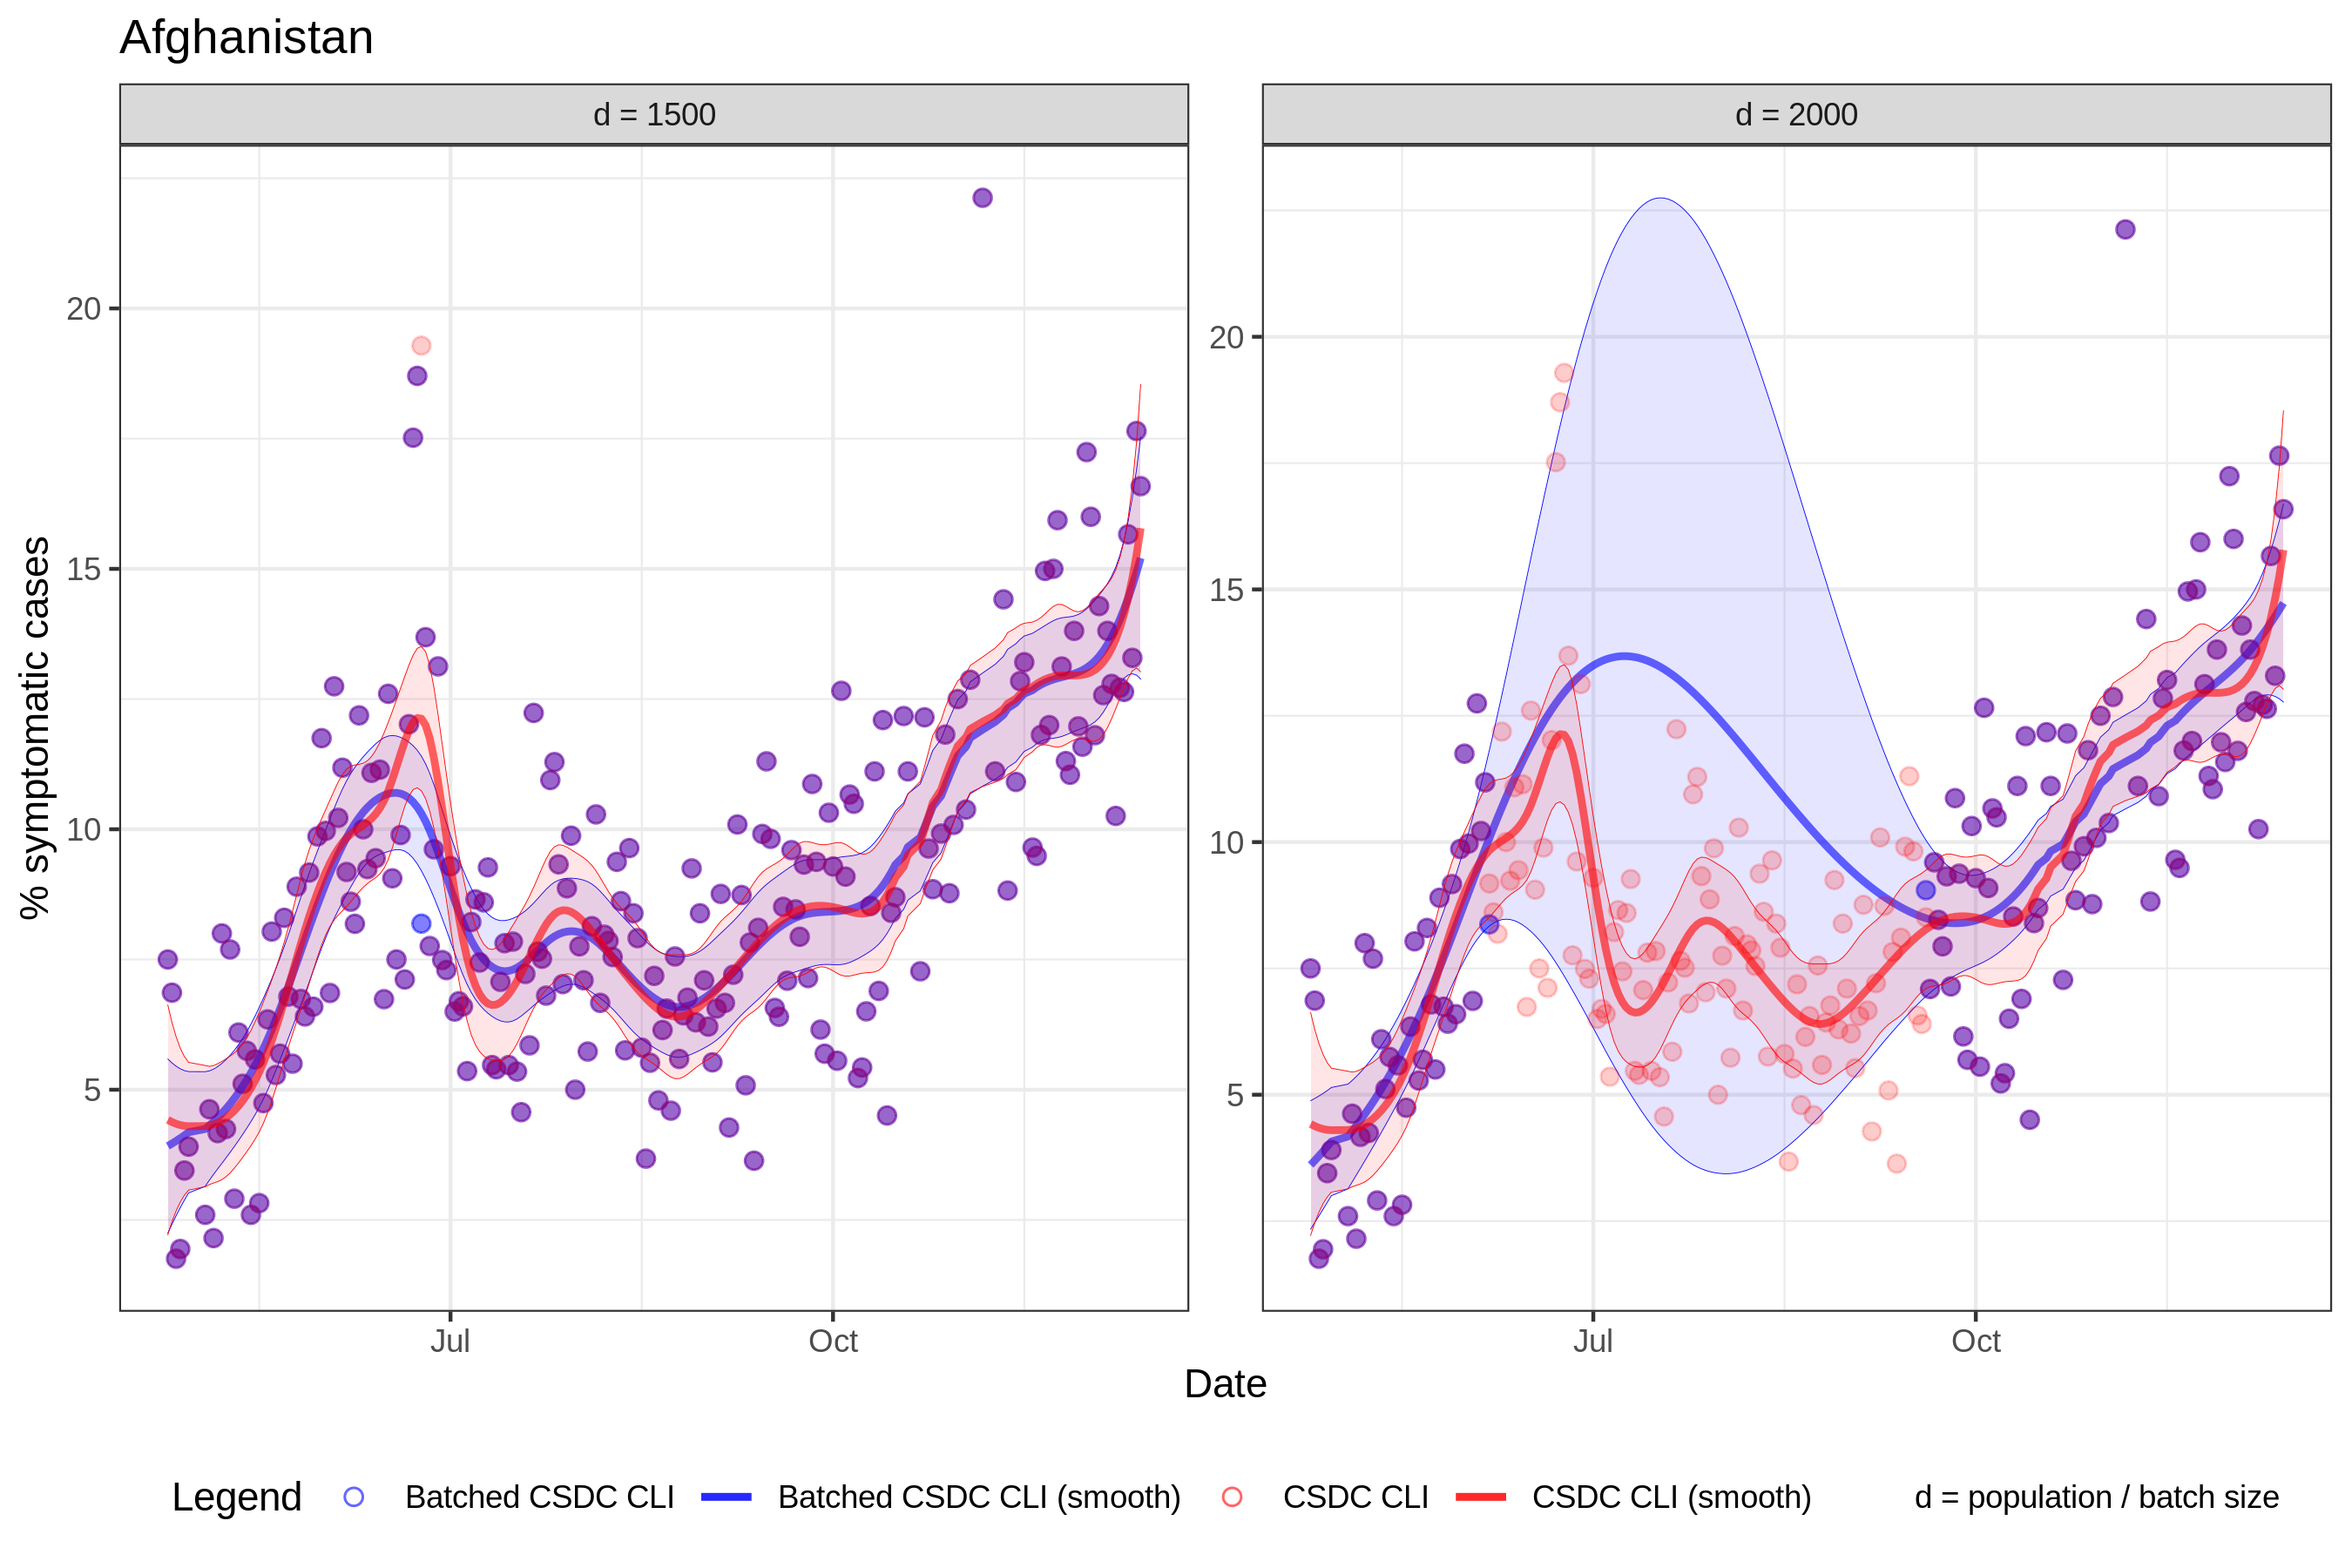 Afghanistan
d = 1500
d = 2000
% symptomatic cases
20
15
10
5
20
15
10
5
Jul
Oct
Jul
Oct
Date
Legend
Batched CSDC CLI
Batched CSDC CLI (smooth)
CSDC CLI
CSDC CLI (smooth)
d = population / batch size